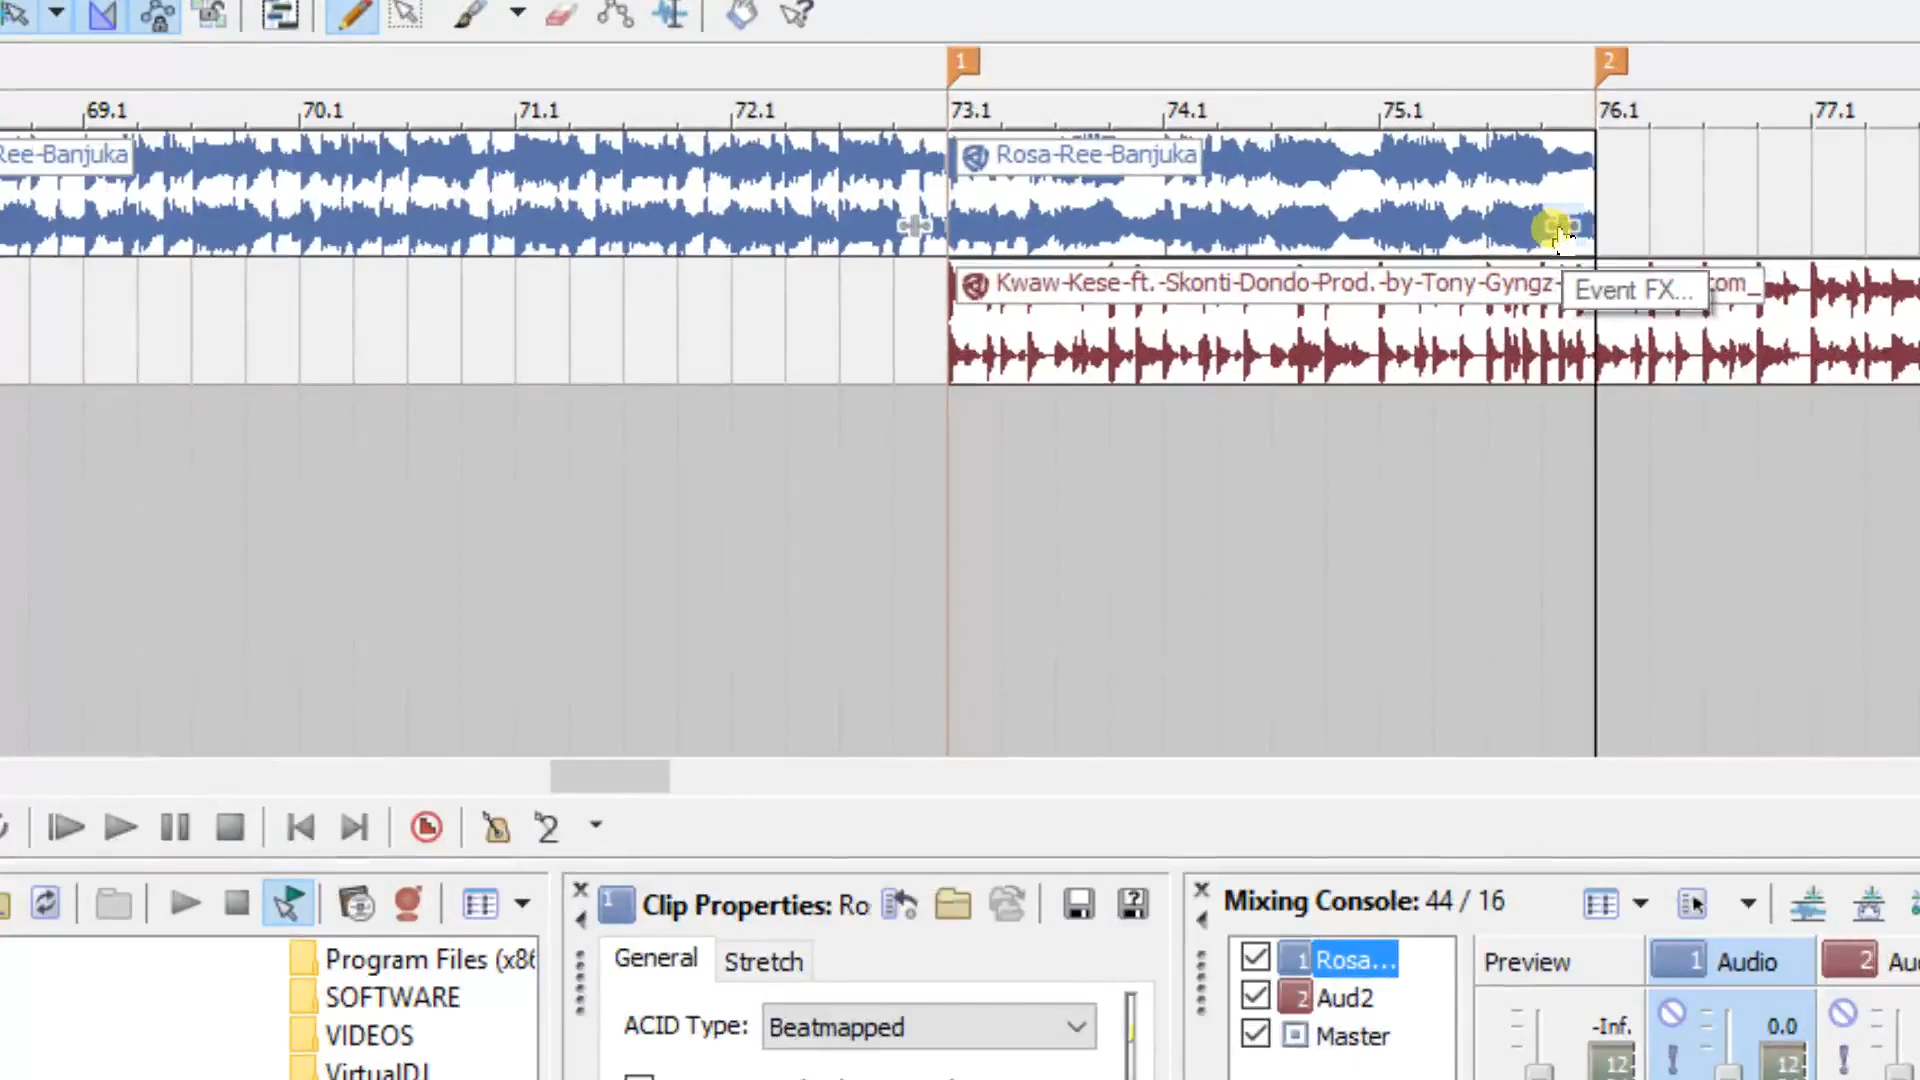 1
2
69.1
70.1
71.1
72.1
73.1
74.1
75.1
76.1
77.1
Ree-Banjuka
Rosa-Ree-Banjuka
Kwaw-Kese-ft.-Skonti-Dondo-Prod.-by-Tony-Gyngz-
om_
Event FX...
2
Program Files (x86
SOFTWARE
VIDEOS
VirtualDJ
1
Clip Properties: Ro
General
Stretch
ACID Type:
Beatmapped
Mixing Console: 44 / 16
1
Rosa...
2
Aud2
Master
Preview
1
Audio
2
Au
-Inf.
0.0
12
12